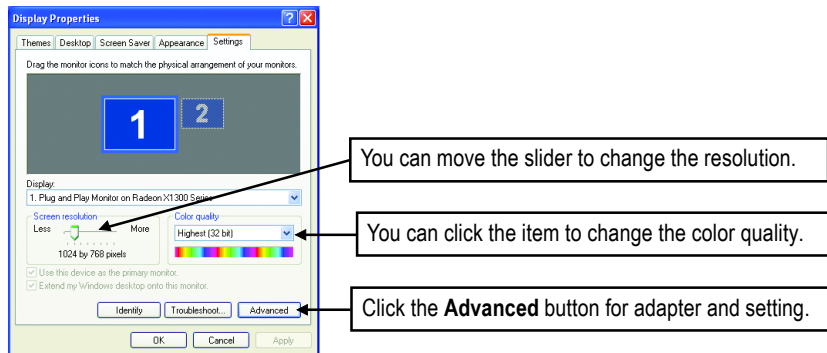 Display Properties
Themes Desktop Screen Saver Appearance Settings
Drag the monitor icons to match the physical arrangement of your monitors.
1 2
You can move the slider to change the resolution.
Display:
1. Plug and Play Monitor on Radeon X1300 Series
Screen resolution
Color quality
Less More
Highest (32 bit)
You can click the item to change the color quality.
1024 by 768 pixels
Use this device as the primary monitor.
Extend my Windows desktop onto this monitor.
Identify Troubleshoot... Advanced
Click the Advanced button for adapter and setting.
OK Cancel Apply